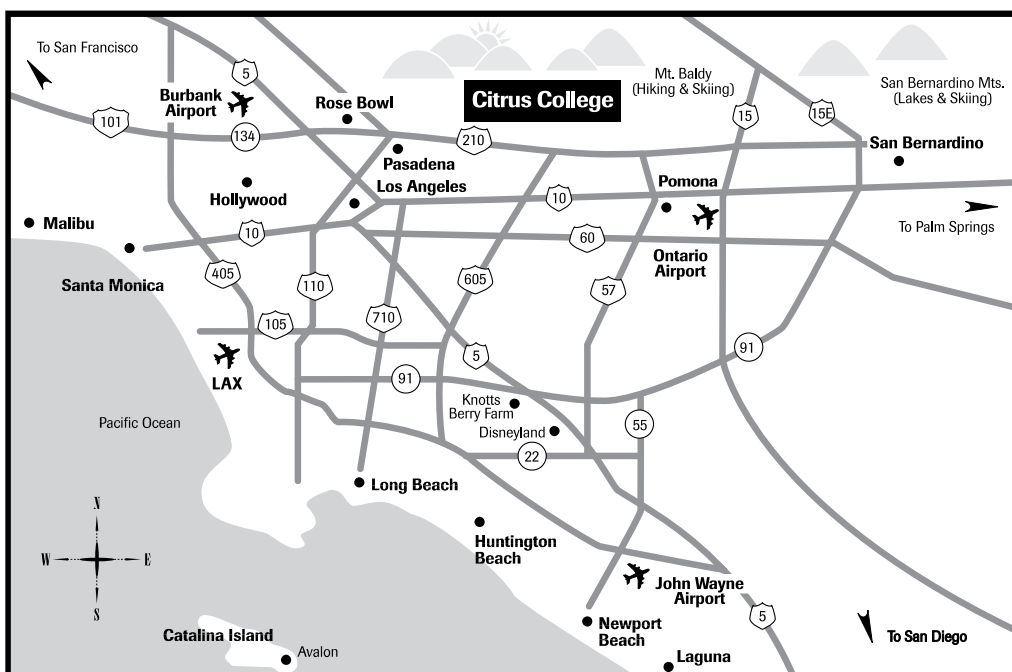 To San Francisco
5
Burbank
Airport
101
134
Rose Bowl
Citrus College
Mt. Baldy
(Hiking & Skiing)
San Bernardino Mts.
(Lakes & Skiing)
15
15E
210
San Bernardino
Pasadena
Hollywood
Los Angeles
10
Pomona
Malibu
10
60
To Palm Springs
Santa Monica
Ontario
Airport
405
110
605
57
105
710
LAX
5
91
91
Knotts
Berry Farm
Disneyland
55
Pacific Ocean
22
Long Beach
N
W
E
S
Huntington
Beach
John Wayne
Airport
Newport
Beach
5
To San Diego
Catalina Island
Avalon
Laguna